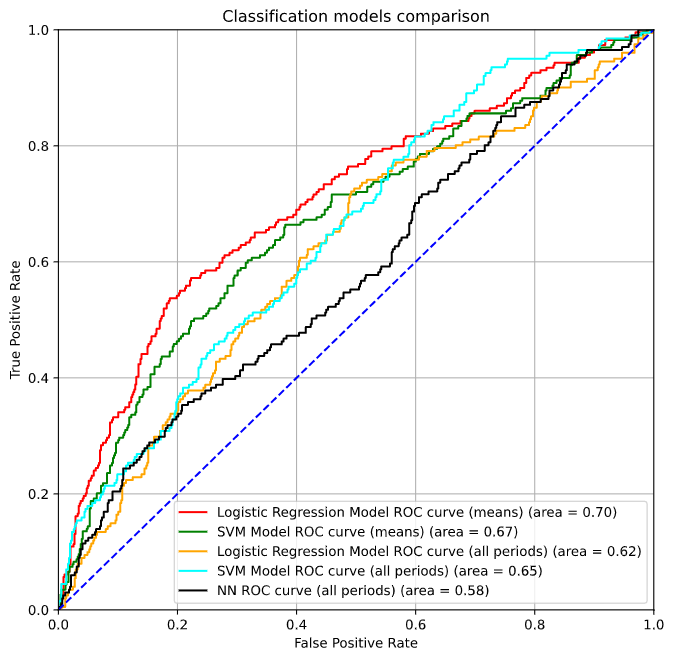 Classification models comparison
True Positive Rate
1.0
0.8
0.6
0.4
0.2
0.0
Logistic Regression Model ROC curve (means) (area = 0.70)
SVM Model ROC curve (means) (area = 0.67)
Logistic Regression Model ROC curve (all periods) (area = 0.62)
SVM Model ROC curve (all periods) (area = 0.65)
NN ROC curve (all periods) (area = 0.58)
0.0 0.2 0.4 0.6 0.8 1.0
False Positive Rate